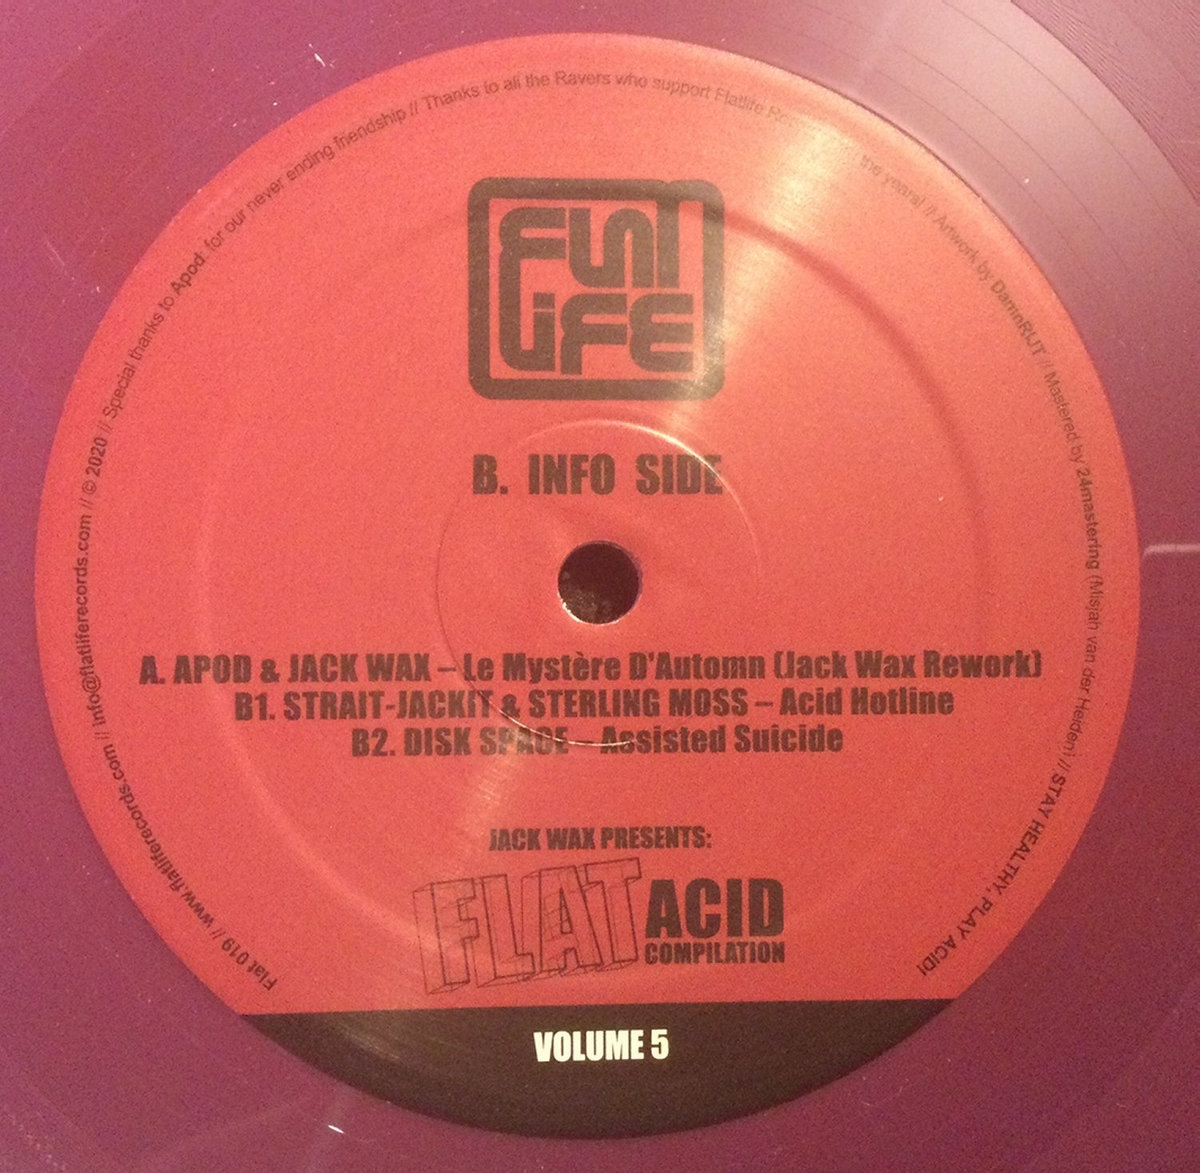 Flat 019 // www.flatliferecords.com // info@flatliferecords.com // © 2020 // Special thanks to Apod for our never ending friendship // Thanks to all the Ravers who support Flatlife the years! // Artwork by DamnRIJT // Mastered by 24mastering (Misjah van der Heiden) // STAY HEALTHY, PLAY ACID!
FLAT
LIFE
B. INFO SIDE
A. APOD & JACK WAX – Le Mystère D'Automn (Jack Wax Rework)
B1. STRAIT-JACKIT & STERLING MOSS – Acid Hotline
B2. DISK SPACE – Assisted Suicide
JACK WAX PRESENTS:
FLAT ACID
COMPILATION
VOLUME 5